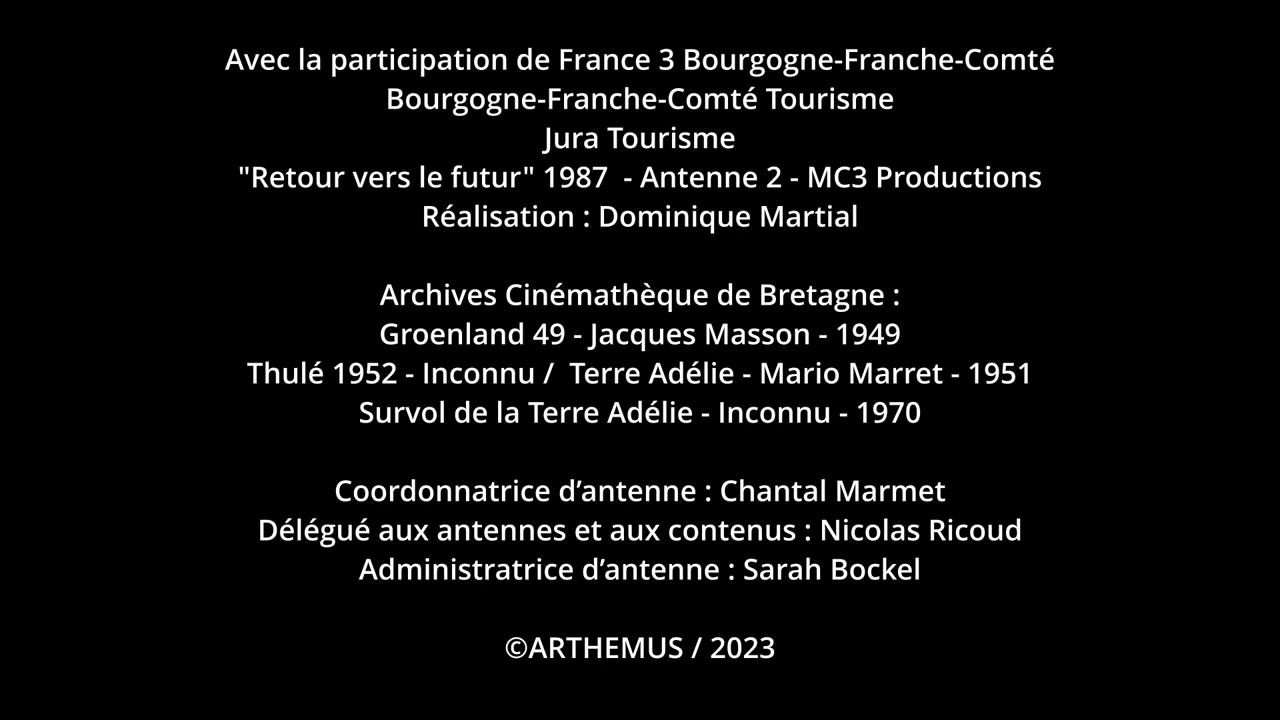 Avec la participation de France 3 Bourgogne-Franche-Comté
Bourgogne-Franche-Comté Tourisme
Jura Tourisme
"Retour vers le futur" 1987  - Antenne 2 - MC3 Productions
Réalisation : Dominique Martial
Archives Cinémathèque de Bretagne :
Groenland 49 - Jacques Masson - 1949
Thulé 1952 - Inconnu /  Terre Adélie - Mario Marret - 1951
Survol de la Terre Adélie - Inconnu - 1970
Coordonnatrice d’antenne : Chantal Marmet
Délégué aux antennes et aux contenus : Nicolas Ricoud
Administratrice d’antenne : Sarah Bockel
©ARTHEMUS / 2023